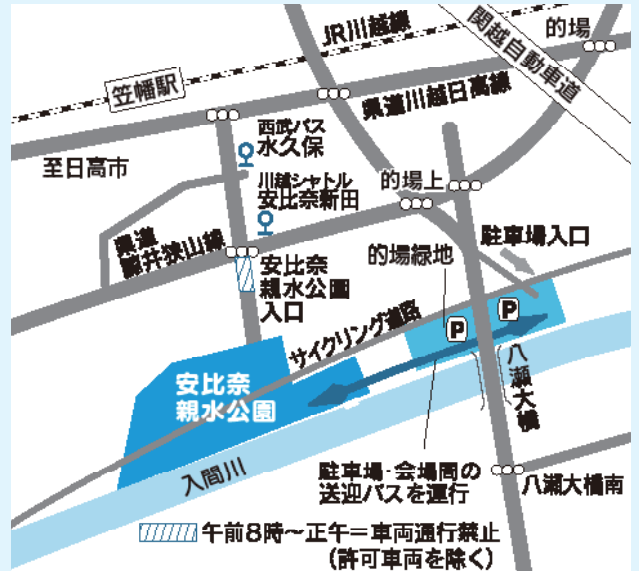 JR川越線
的場
関越自動車道
笠幡駅
県道川越日高線
西武バス
水久保
至日高市
川越シャトル
安比奈新田
的場上
県道
鯨井狭山線
駐車場入口
的場緑地
安比奈
親水公園
入口
サイクリング道路
P
P
八瀬大橋
安比奈
親水公園
入間川
駐車場・会場間の
送迎バスを運行
八瀬大橋南
午前8時~正午=車両通行禁止
(許可車両を除く)